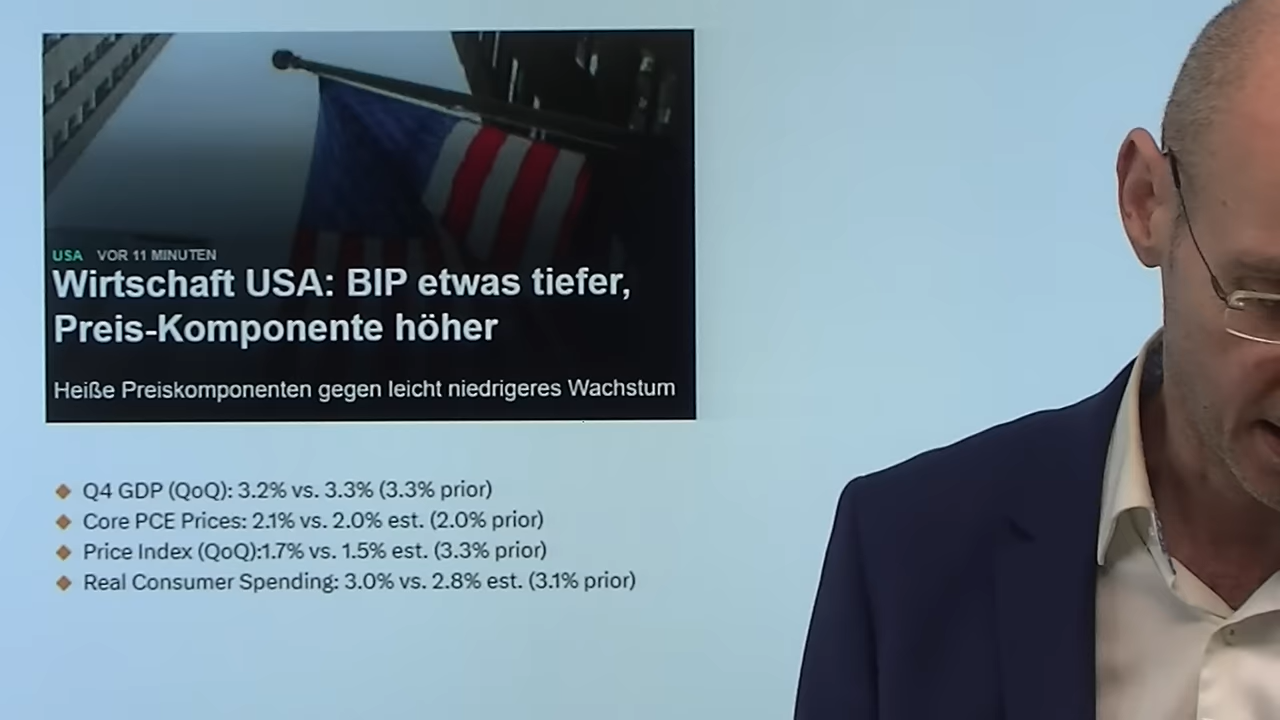 USA VOR 11 MINUTEN
Wirtschaft USA: BIP etwas tiefer,
Preis-Komponente höher
Heiße Preiskomponenten gegen leicht niedrigeres Wachstum
Q4 GDP (QoQ): 3.2% vs. 3.3% (3.3% prior)
Core PCE Prices: 2.1% vs. 2.0% est. (2.0% prior)
Price Index (QoQ):1.7% vs. 1.5% est. (3.3% prior)
Real Consumer Spending: 3.0% vs. 2.8% est. (3.1% prior)